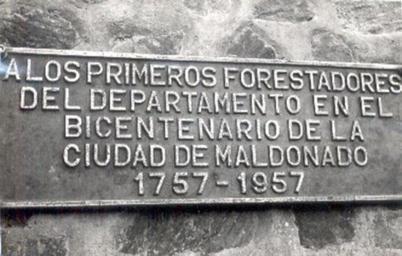 A LOS PRIMEROS FORESTADORES
DEL DEPARTAMENTO EN EL
BICENTENARIO DE LA
CIUDAD DE MALDONADO
1757-1957